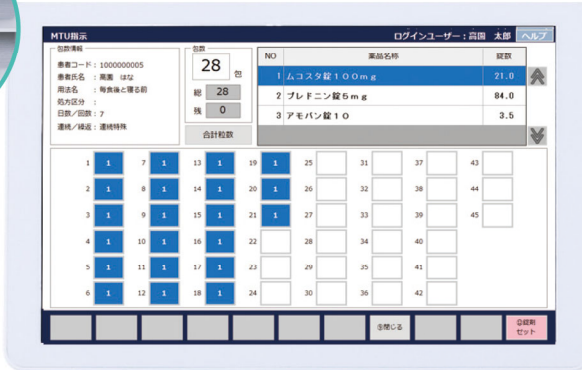 MTU指示
ログインユーザー：高園 太郎
ヘルプ
包数情報
患者コード：1000000005
患者氏名 ：高園 はな
用法名 ：毎食後と寝る前
処方区分 ：
日数／回数：7
連続／繰返：連続特殊
包数
28 包
総 28
残 0
合計粒数
NO 薬品名称 錠数
1 ムコスタ錠１００ｍｇ 21.0
2 プレドニン錠５ｍｇ 84.0
3 アモバン錠１０ 3.5
1 1 7 1 13 1 19 1 25 31 37 43
2 1 8 1 14 1 20 1 26 32 38 44
3 1 9 1 15 1 21 1 27 33 39 45
4 1 10 1 16 1 22 28 34 40
5 1 11 1 17 1 23 29 35 41
6 1 12 1 18 1 24 30 36 42
⑧閉じる
錠剤
セット